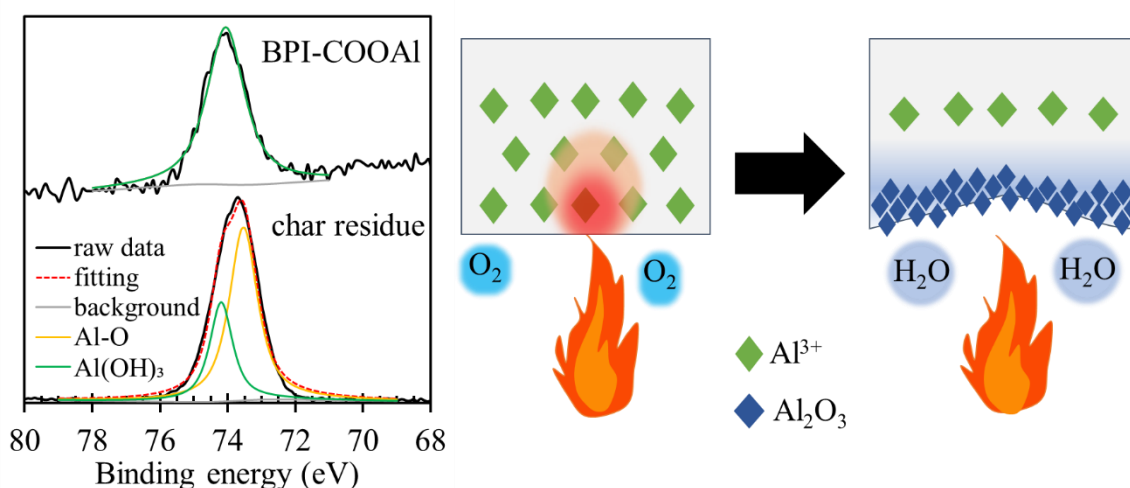 BPI-COOAl
char residue
raw data
fitting
background
Al-O
Al(OH)₃
80 78 76 74 72 70 68
Binding energy (eV)
O₂ O₂
H₂O H₂O
Al³⁺
Al₂O₃